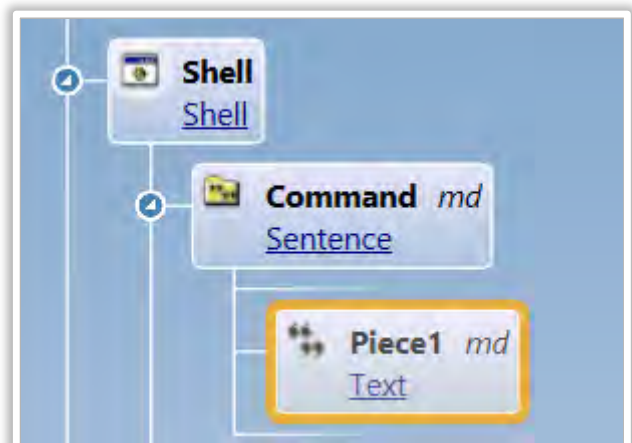 Shell
Shell
Command md
Sentence
Piece1 md
Text